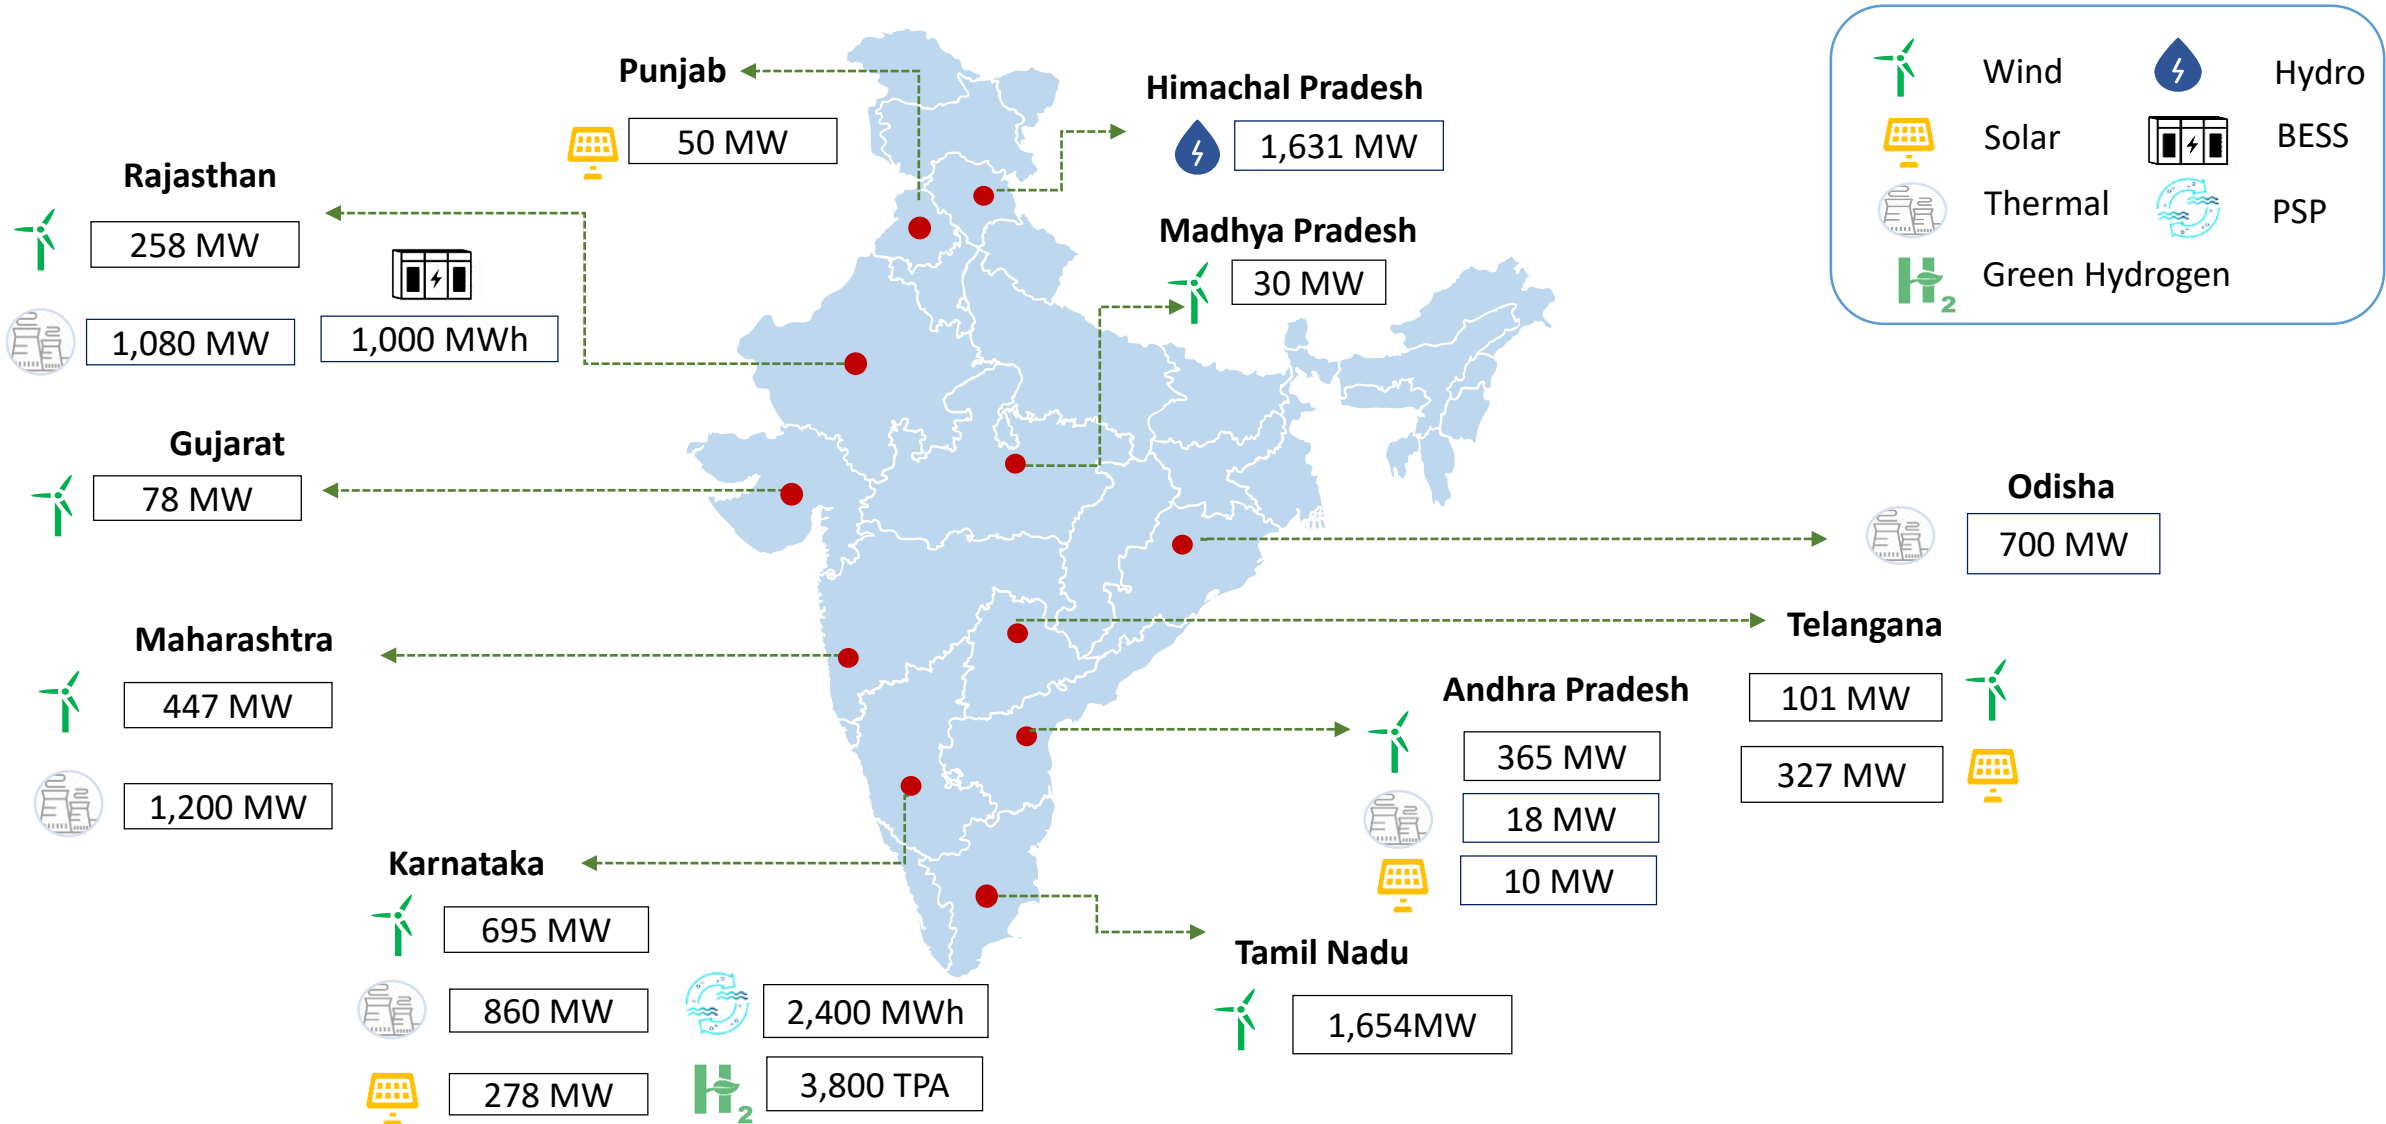 Punjab
50 MW
Himachal Pradesh
1,631 MW
Wind
Hydro
Solar
BESS
Thermal
PSP
Green Hydrogen
H2
Rajasthan
258 MW
1,080 MW
1,000 MWh
Madhya Pradesh
30 MW
Gujarat
78 MW
Odisha
700 MW
Maharashtra
447 MW
1,200 MW
Telangana
101 MW
327 MW
Andhra Pradesh
365 MW
18 MW
10 MW
Karnataka
695 MW
860 MW
2,400 MWh
278 MW
H2
3,800 TPA
Tamil Nadu
1,654MW